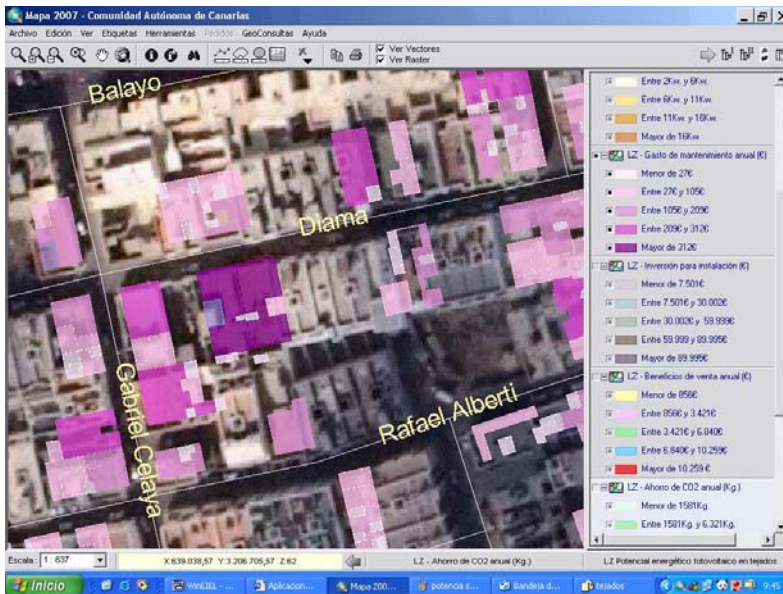 Mapa 2007 - Comunidad Autónoma de Canarias
Archivo Edición Ver Etiquetas Herramientas Pedidos GeoConsultas Ayuda
Ver Vectores
Ver Raster
Balayo
Diama
Gabriel Celaya
Rafael Alberti
Entre 2Kw. y 6Kw.
Entre 6Kw. y 11Kw.
Entre 11Kw. y 16Kw.
Mayor de 16Kw.
LZ - Gasto de mantenimiento anual (€)
Menor de 27€
Entre 27€ y 105€
Entre 105€ y 209€
Entre 209€ y 312€
Mayor de 312€
LZ - Inversión para instalación (€)
Menor de 7.501€
Entre 7.501€ y 30.002€
Entre 30.002€ y 59.999€
Entre 59.999 y 89.995€
Mayor de 89.995€
LZ - Beneficios de venta anual (€)
Menor de 856€
Entre 856€ y 3.421€
Entre 3.421€ y 6.840€
Entre 6.840€ y 10.259€
Mayor de 10.259 €
LZ - Ahorro de CO2 anual (Kg.)
Menor de 1581Kg.
Entre 1581Kg. y 6.321Kg.
Escala: 1 : 637 X:639.038,57 Y:3.206.705,57 Z:62 LZ - Ahorro de CO2 anual (Kg.) LZ Potencial energético fotovoltaico en tejados
Inicio WinEIEL - ... Aplicacion... Mapa 200... potencia s... Bandeja d... tejados 9:45